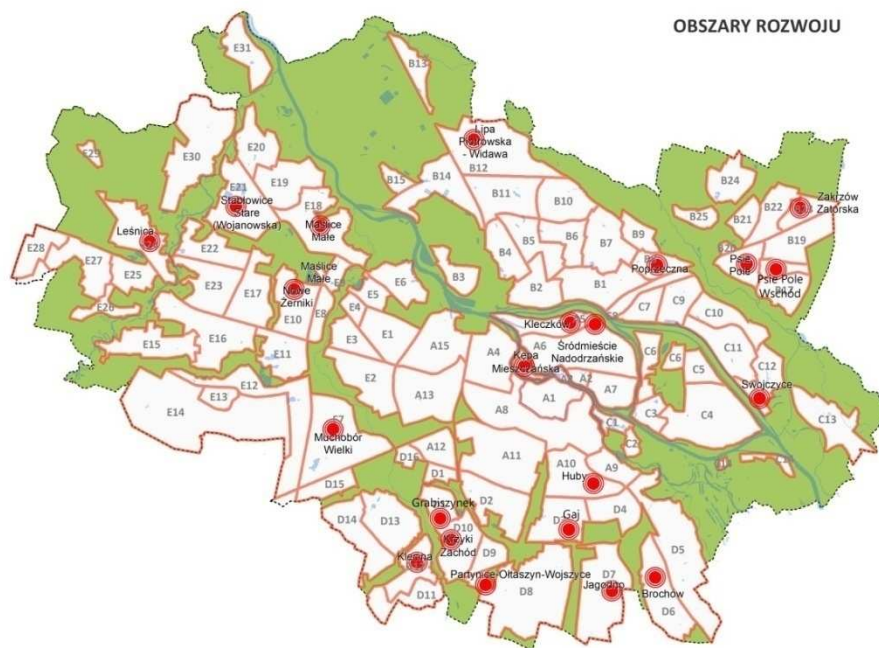 OBSZARY ROZWOJU
E31
B13
Lipa
Piotrowska
- Widawa
B12
E29
E30
E20
E19
E21
Stabłowice
Stare
(Wojanowska)
E18
Maślice
Małe
B15
B14
B11
B10
B24
B25
B21
B22
Zakrzów
Zatorska
B20
B19
Psie
Pole
Psie Pole
Wschód
B17
Leśnica
E28
E27
E25
E26
E22
E23
E17
E15
E16
Maślice
Małe
Nowe
Żerniki
E10
E8
E11
E4
E5
E6
E3
E1
E2
B3
B4
B5
B6
B7
B9
Poprzeczna
B2
B1
C7
C9
C10
C11
C12
Swojczyce
C13
Kleczków
Śródmieście
Nadodrzańskie
C6
C6
C5
C4
C3
C1
C2
A15
A13
A4
A6
Kępa
Mieszczańska
A2
A7
A1
A8
E12
E13
E14
E7
Muchobór
Wielki
A12
D16
D1
A11
A10
A9
Huby
D15
D14
D13
Grabiszynek
D2
D10
Krzyki
Zachód
Gaj
D4
Klecina
D9
D11
Partynice-Ołtaszyn-Wojszyce
D8
D7
Jagodno
D5
Brochów
D6